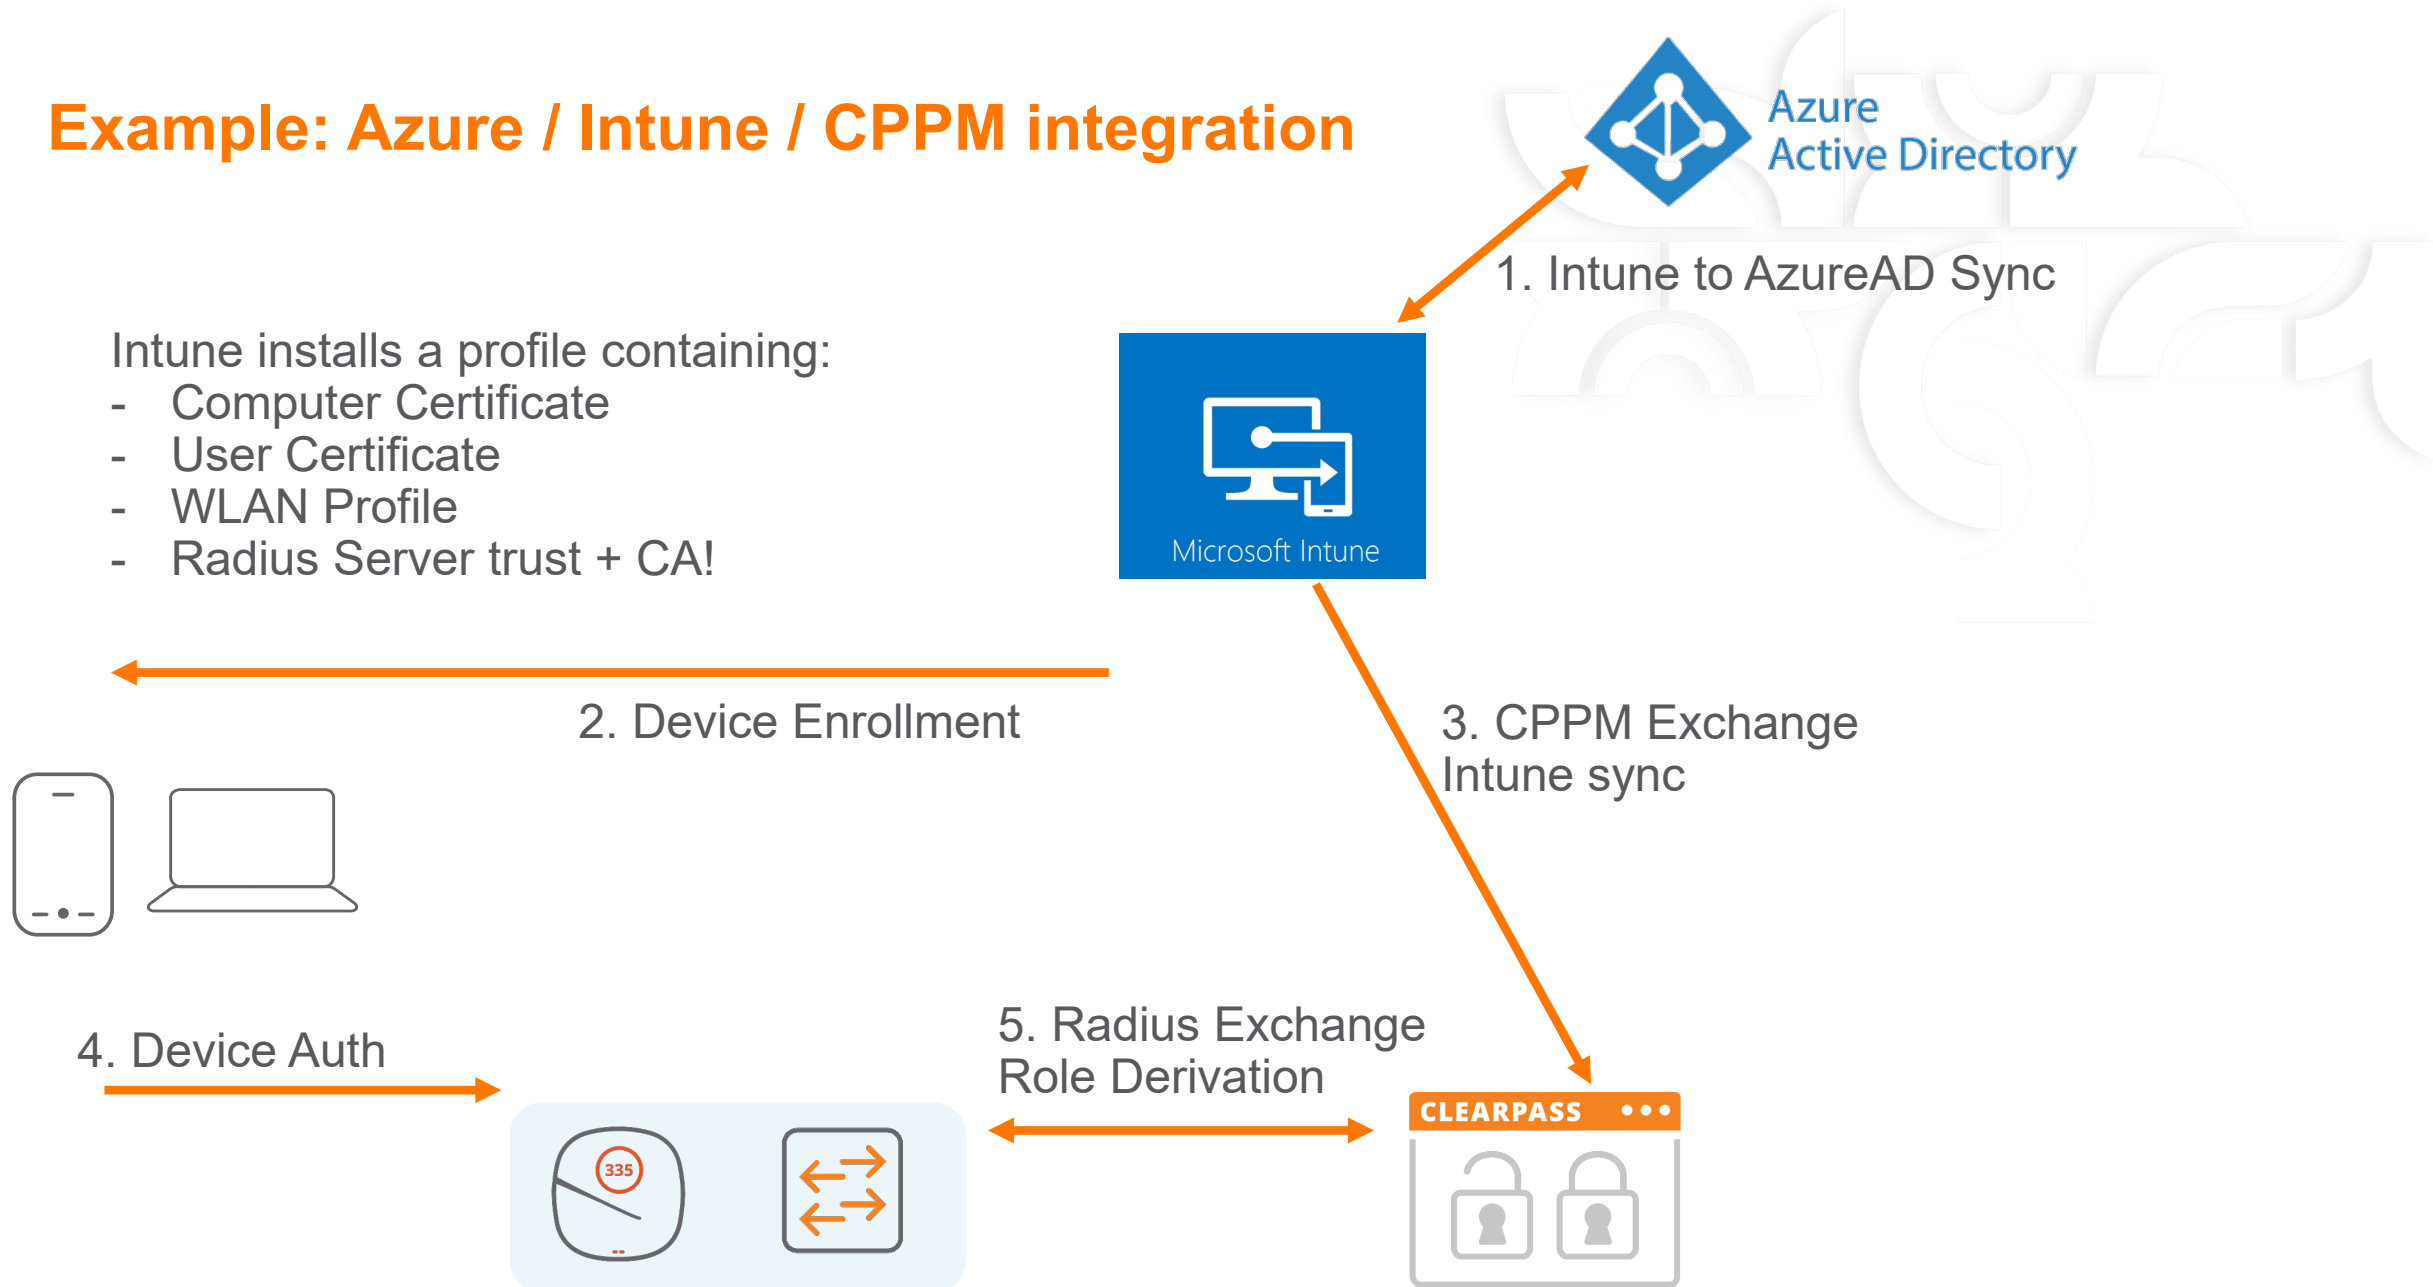 Example: Azure / Intune / CPPM integration
Azure
Active Directory
1. Intune to AzureAD Sync
Intune installs a profile containing:
- Computer Certificate
- User Certificate
- WLAN Profile
- Radius Server trust + CA!
Microsoft Intune
2. Device Enrollment
3. CPPM Exchange
Intune sync
4. Device Auth
5. Radius Exchange
Role Derivation
CLEARPASS
335